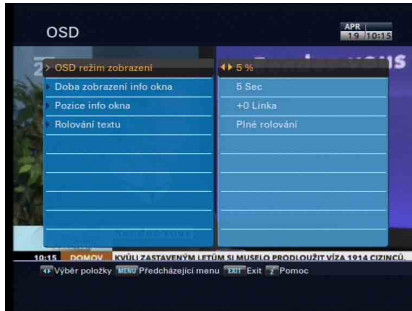 OSD
APR
19 10:15
OSD režim zobrazení 5 %
Doba zobrazení info okna 5 Sec
Pozice info okna +0 Linka
Rolování textu Plné rolování
10:15 DOMOV KVŮLI ZASTAVENÝM LETŮM SI MUSELO PRODLOUŽIT VÍZA 1914 CIZINCŮ.
Výběr položky MENU Předcházející menu EXIT Exit ? Pomoc